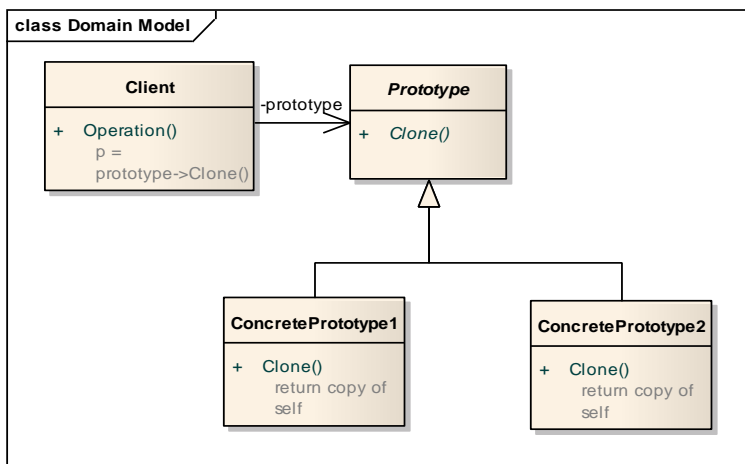 class Domain Model
Client
+ Operation()
p =
prototype->Clone()
-prototype
Prototype
+ Clone()
ConcretePrototype1
+ Clone()
return copy of
self
ConcretePrototype2
+ Clone()
return copy of
self